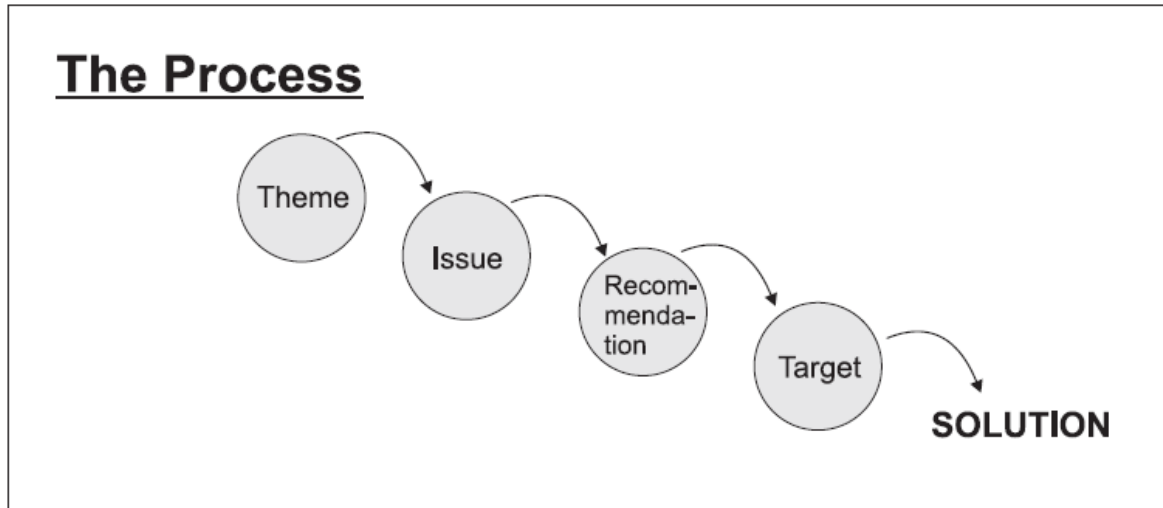 The Process
Theme
Issue
Recom-
menda-
tion
Target
SOLUTION